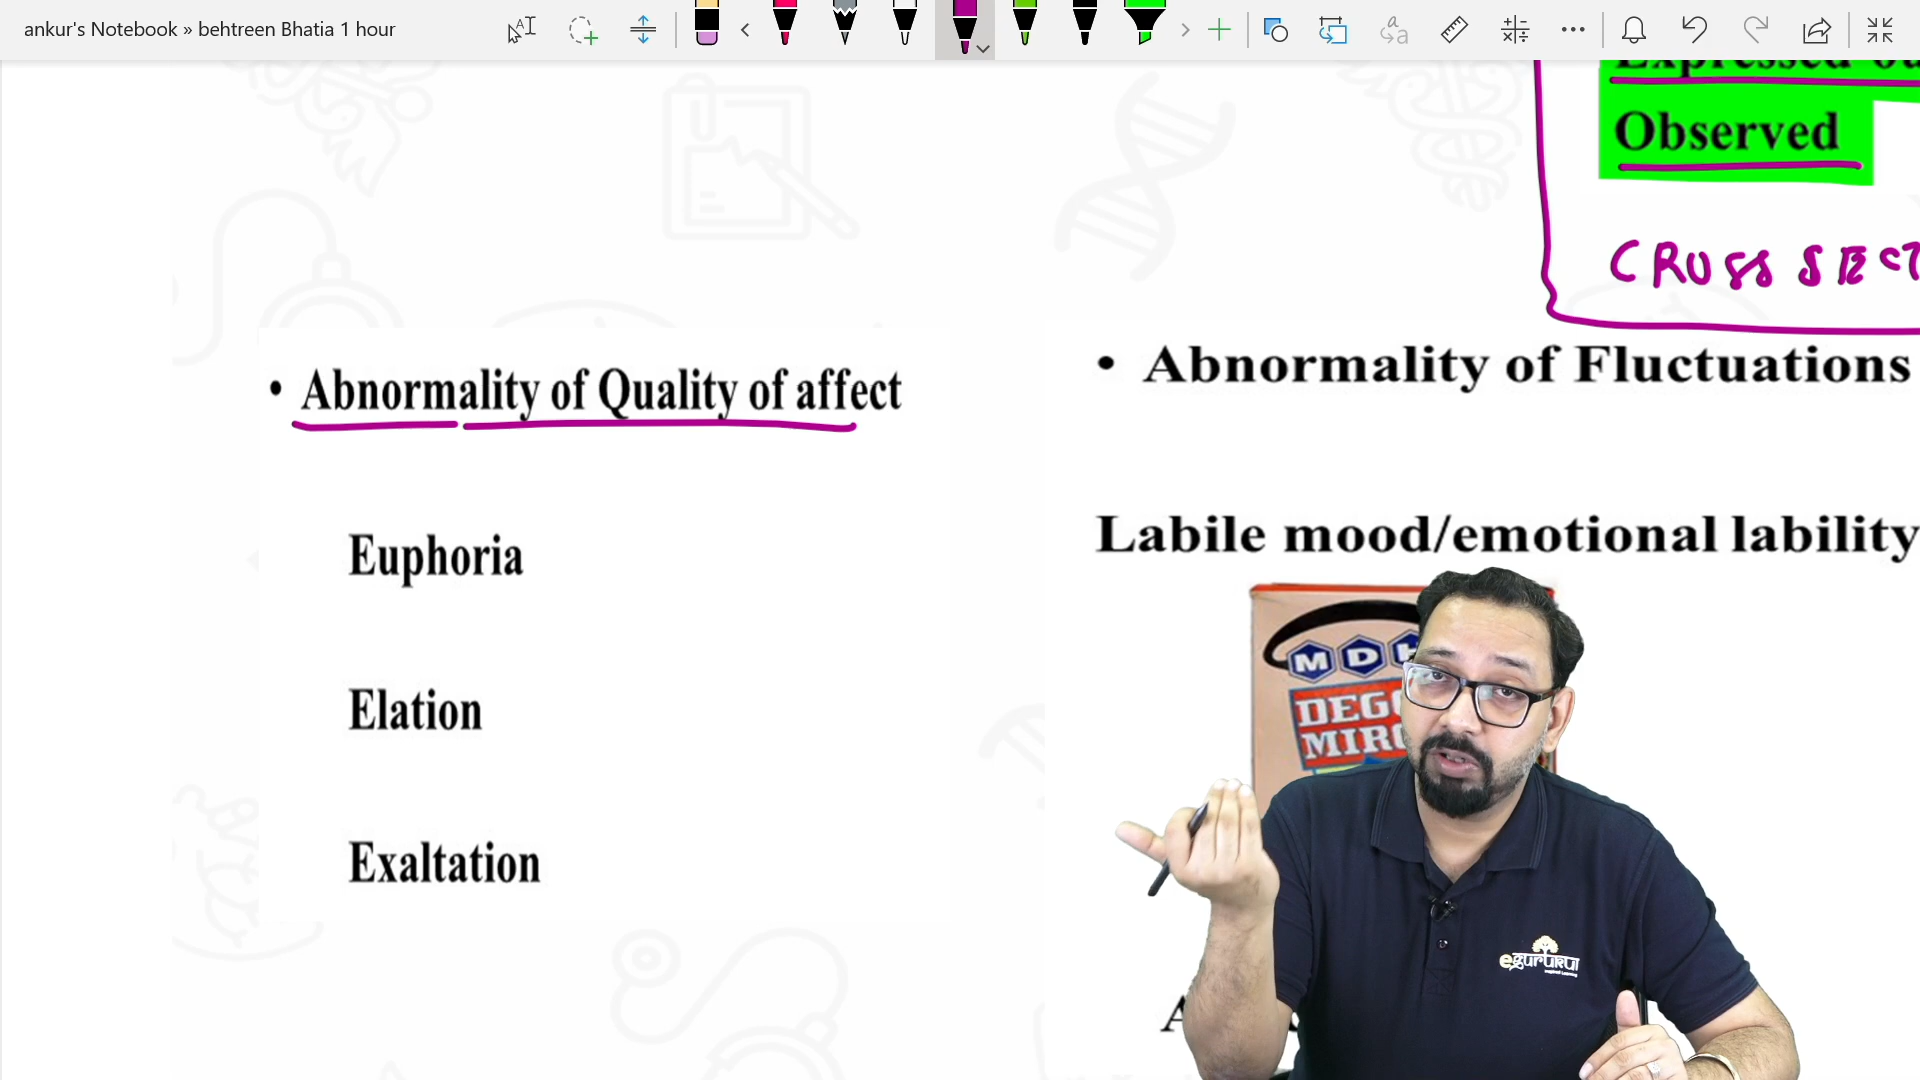 ankur's Notebook » behtreen Bhatia 1 hour
Observed
CROSS SECT
• Abnormality of Quality of affect
• Abnormality of Fluctuations
Euphoria
Labile mood/emotional lability
Elation
Exaltation
MDH
DEGG
MIRC
egurukul